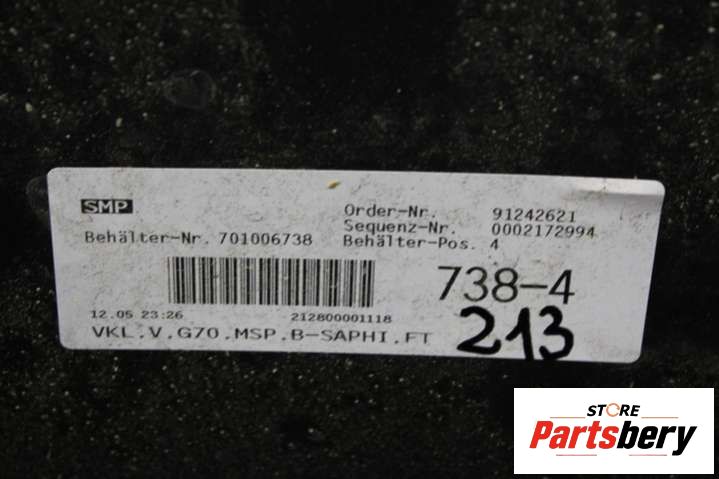 SMP
Order-Nr. 91242621
Sequenz-Nr. 0002172994
Behälter-Nr. 701006738 Behälter-Pos. 4
738-4
12.05 23:26 212800001118
VKL.V.G70.MSP.B-SAPHI.FT
213
STORE
Partsbery